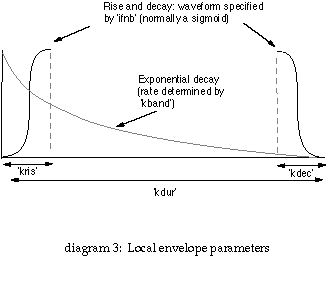 Rise and decay: waveform specified
by 'ifnb' (normally a sigmoid)
Exponential decay
(rate determined by
'kband')
'kris'
'kdec'
'kdur'
diagram 3: Local envelope parameters